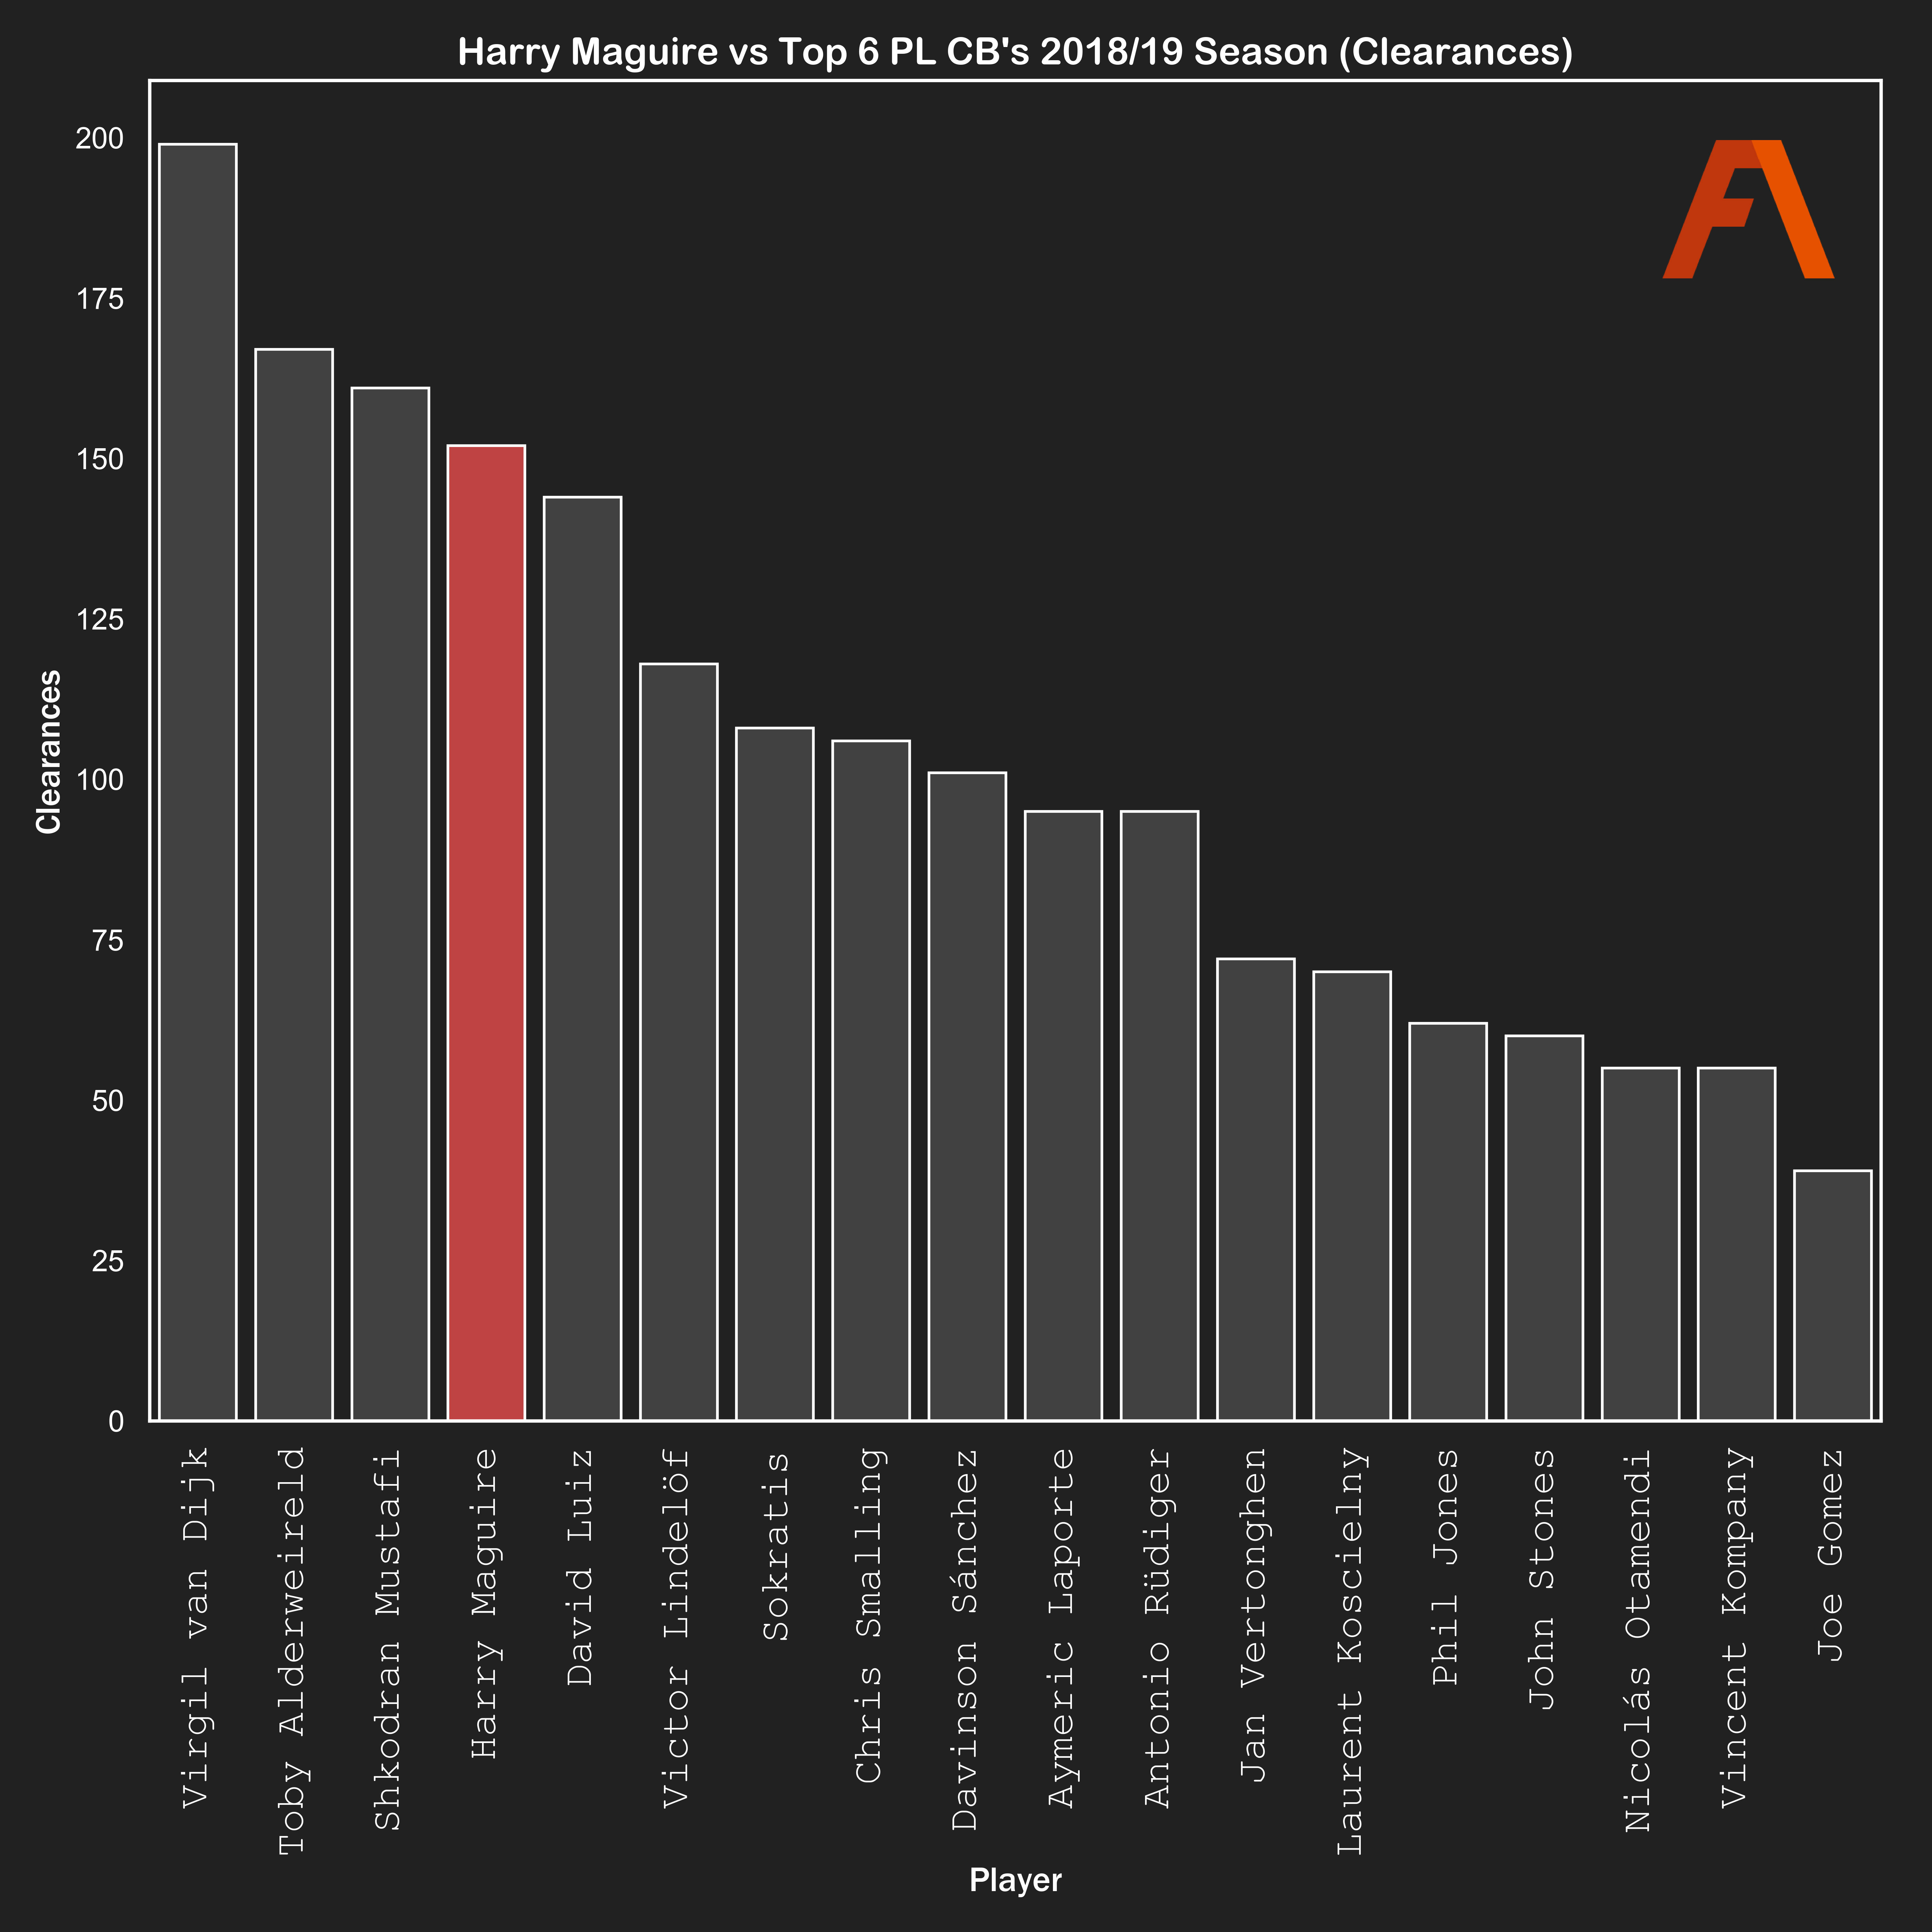 Harry Maguire vs Top 6 PL CB's 2018/19 Season (Clearances)
200
175
150
125
100
75
50
25
0
Clearances
Virgil van Dijk
Toby Alderweireld
Shkodran Mustafi
Harry Maguire
David Luiz
Victor Lindelöf
Sokratis
Chris Smalling
Davinson Sánchez
Aymeric Laporte
Antonio Rüdiger
Jan Vertonghen
Laurent Koscielny
Phil Jones
John Stones
Nicolás Otamendi
Vincent Kompany
Joe Gomez
Player